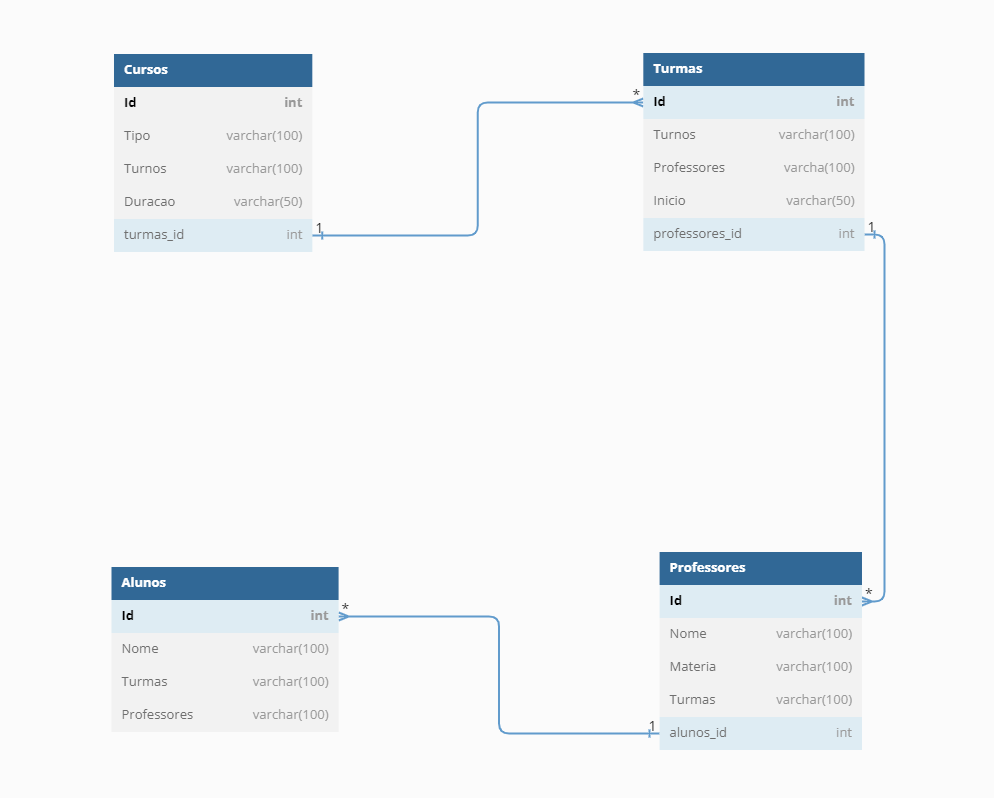 Cursos
Id int
Tipo varchar(100)
Turnos varchar(100)
Duracao varchar(50)
turmas_id int
1
*
Turmas
Id int
Turnos varchar(100)
Professores varcha(100)
Inicio varchar(50)
professores_id int
1
Alunos
Id int
Nome varchar(100)
Turmas varchar(100)
Professores varchar(100)
*
1
Professores
Id int
Nome varchar(100)
Materia varchar(100)
Turmas varchar(100)
alunos_id int
*